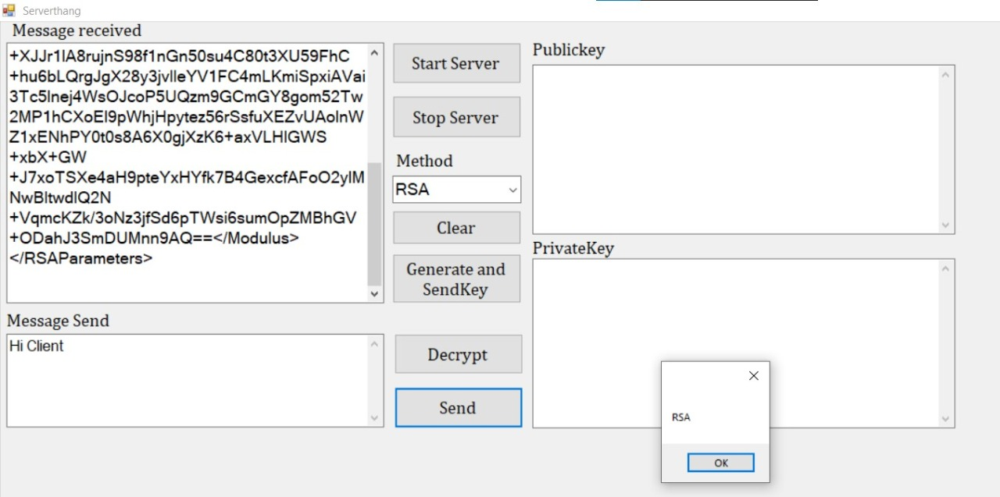 Serverthang
Message received
+XJJr1lA8rujnS98f1nGn50su4C80t3XU59FhC
+hu6bLQrgJgX28y3jvlleYV1FC4mLKmiSpxiAVai
3Tc5lnej4WsOJcoP5UQzm9GCmGY8gom52Tw
2MP1hCXoEl9pWhjHpytez56rSsfuXEZvUAolnW
Z1xENhPY0t0s8A6X0gjXzK6+axVLHlGWS
+xbX+GW
+J7xoTSXe4aH9pteYxHYfk7B4GexcfAFoO2ylM
NwBltwdlQ2N
+VqmcKZk/3oNz3jfSd6pTWsi6sumOpZMBhGV
+ODahJ3SmDUMnn9AQ==</Modulus>
</RSAParameters>
Message Send
Hi Client
Start Server
Stop Server
Method
RSA
Clear
Generate and
SendKey
Decrypt
Send
Publickey
PrivateKey
RSA
OK